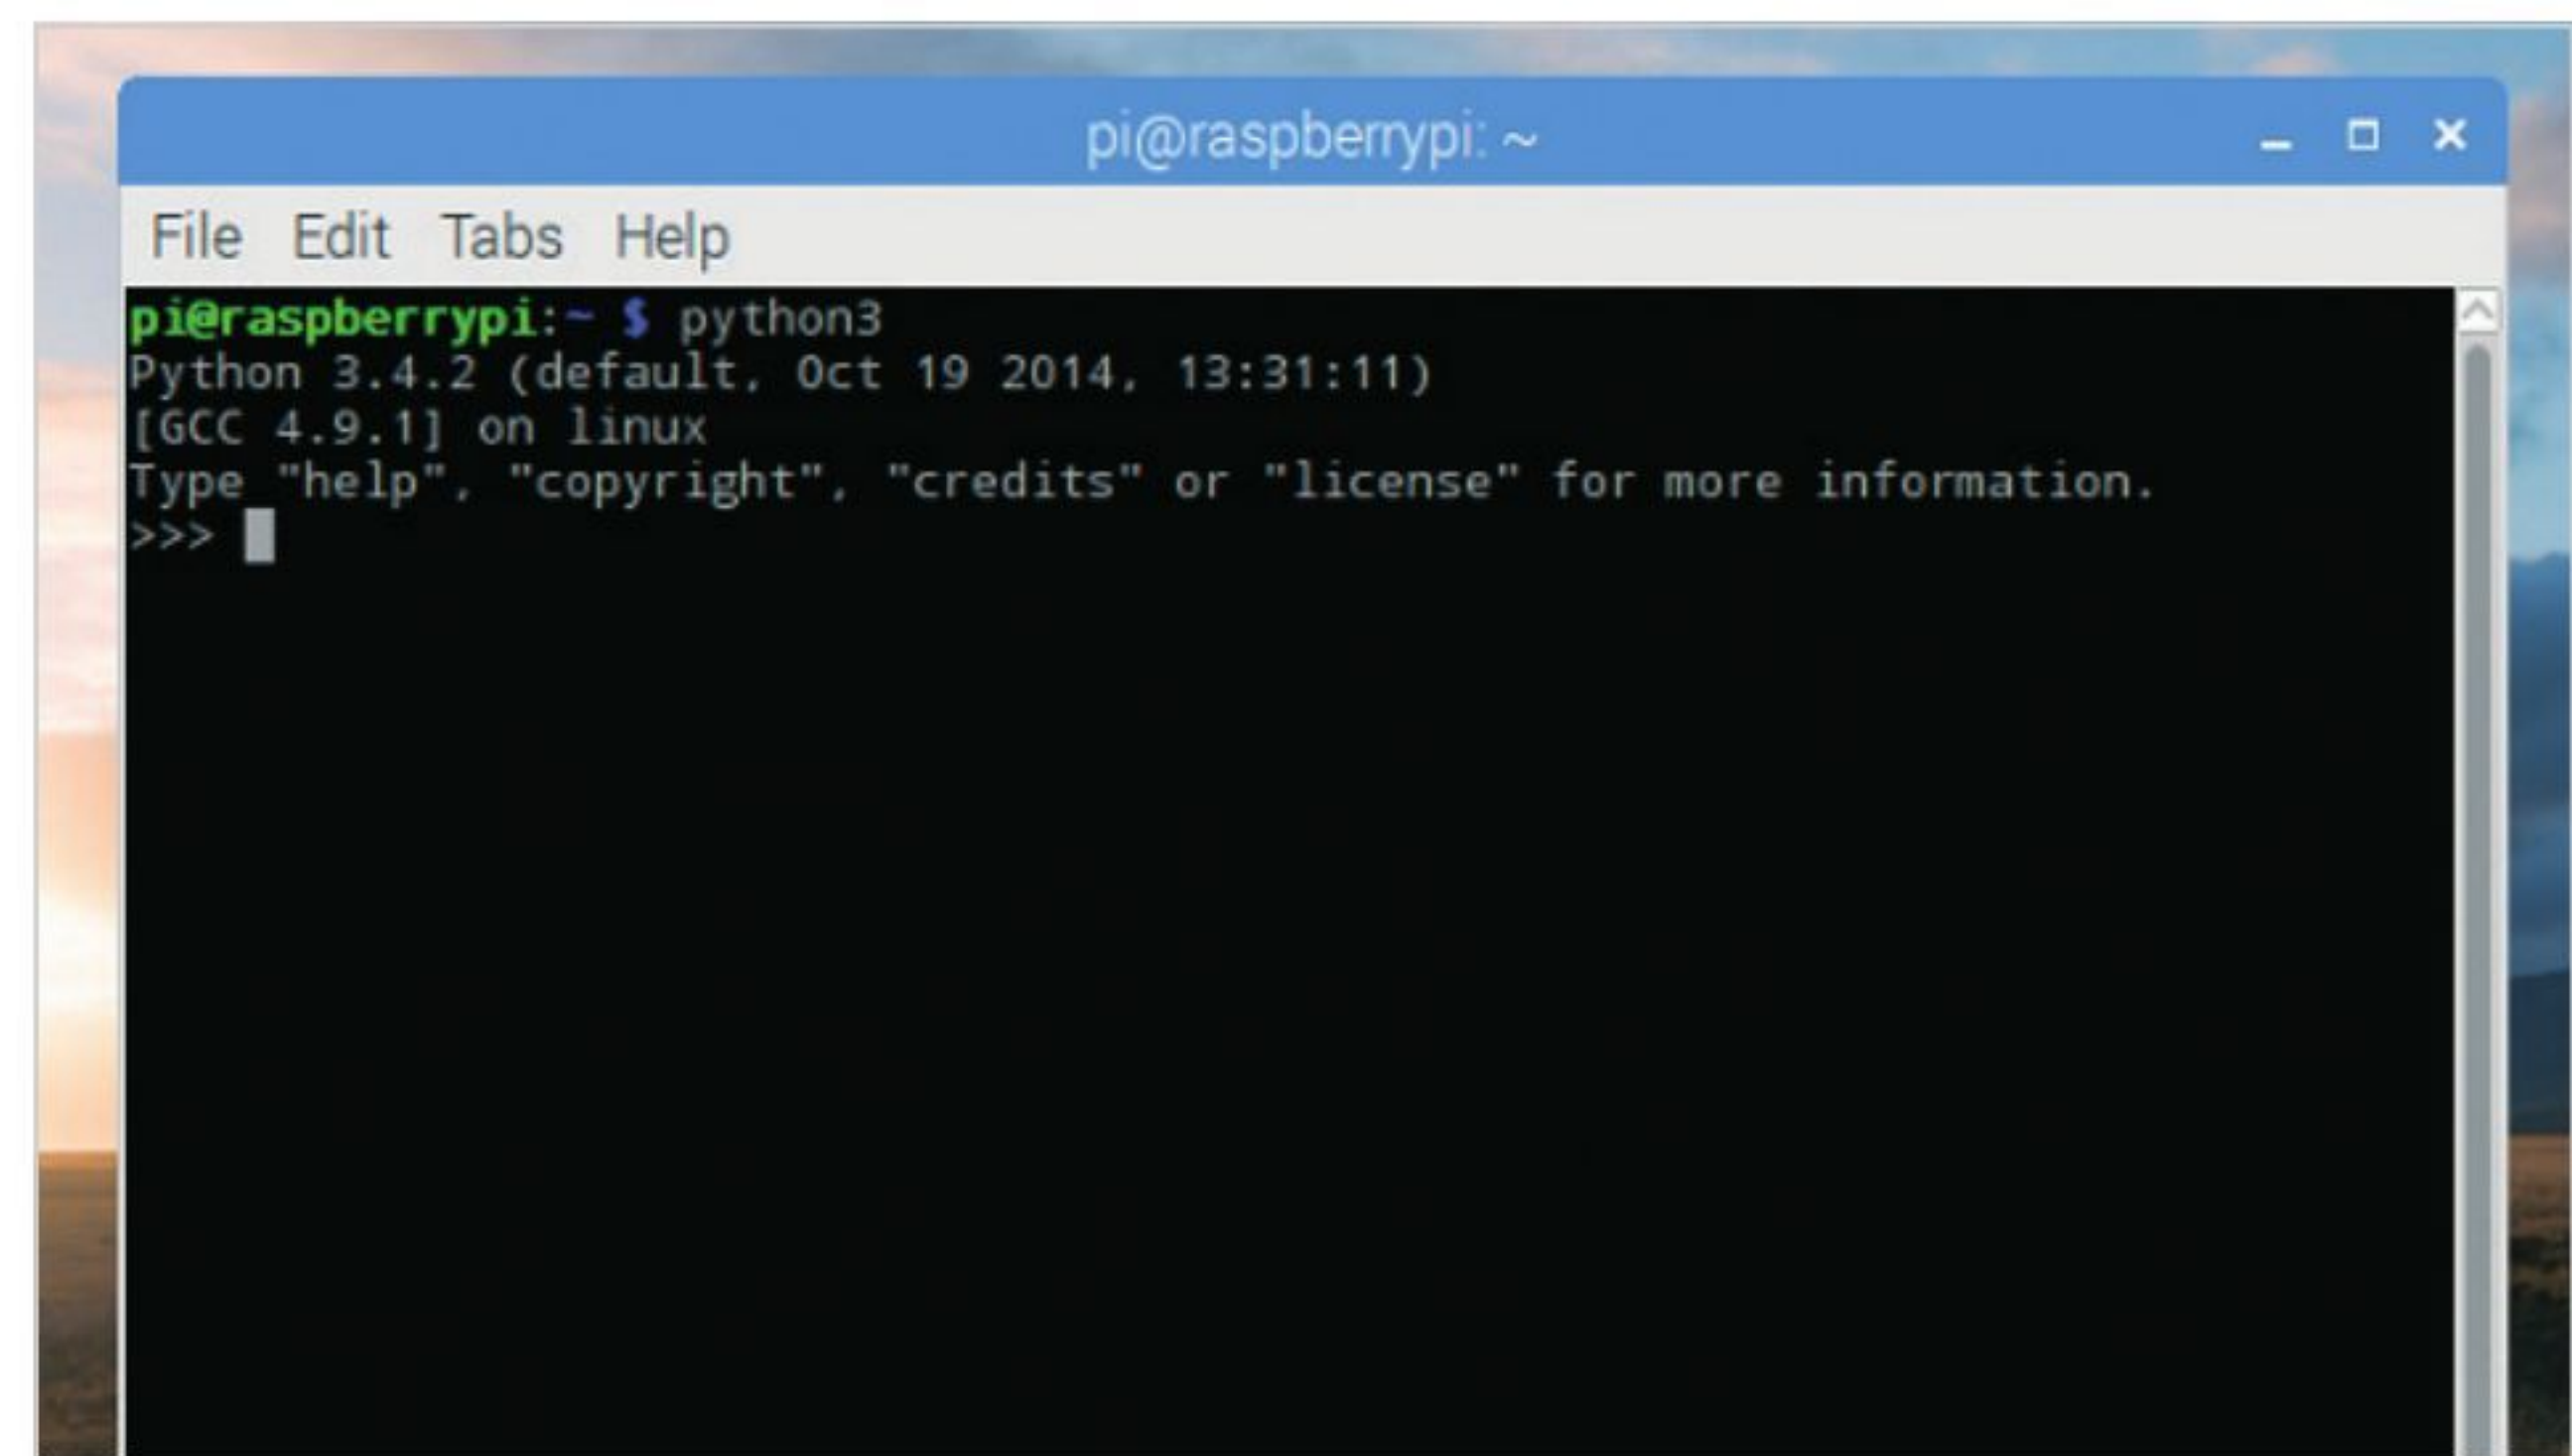 pi@raspberrypi: ~
File Edit Tabs Help
pi@raspberrypi:~ $ python3
Python 3.4.2 (default, Oct 19 2014, 13:31:11)
[GCC 4.9.1] on linux
Type "help", "copyright", "credits" or "license" for more information.
>>>